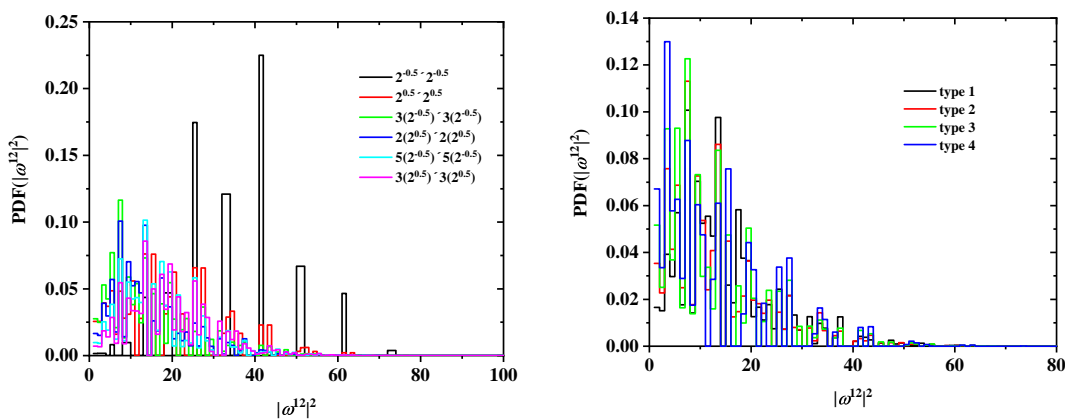 PDF(|ω¹²|²)
0.25
0.20
0.15
0.10
0.05
0.00
2⁻⁰·⁵´2⁻⁰·⁵
2⁰·⁵´2⁰·⁵
3(2⁻⁰·⁵)´3(2⁻⁰·⁵)
2(2⁰·⁵)´2(2⁰·⁵)
5(2⁻⁰·⁵)´5(2⁻⁰·⁵)
3(2⁰·⁵)´3(2⁰·⁵)
0 20 40 60 80 100
|ω¹²|²
PDF(|ω¹²|²)
0.14
0.12
0.10
0.08
0.06
0.04
0.02
0.00
type 1
type 2
type 3
type 4
0 20 40 60 80
|ω¹²|²